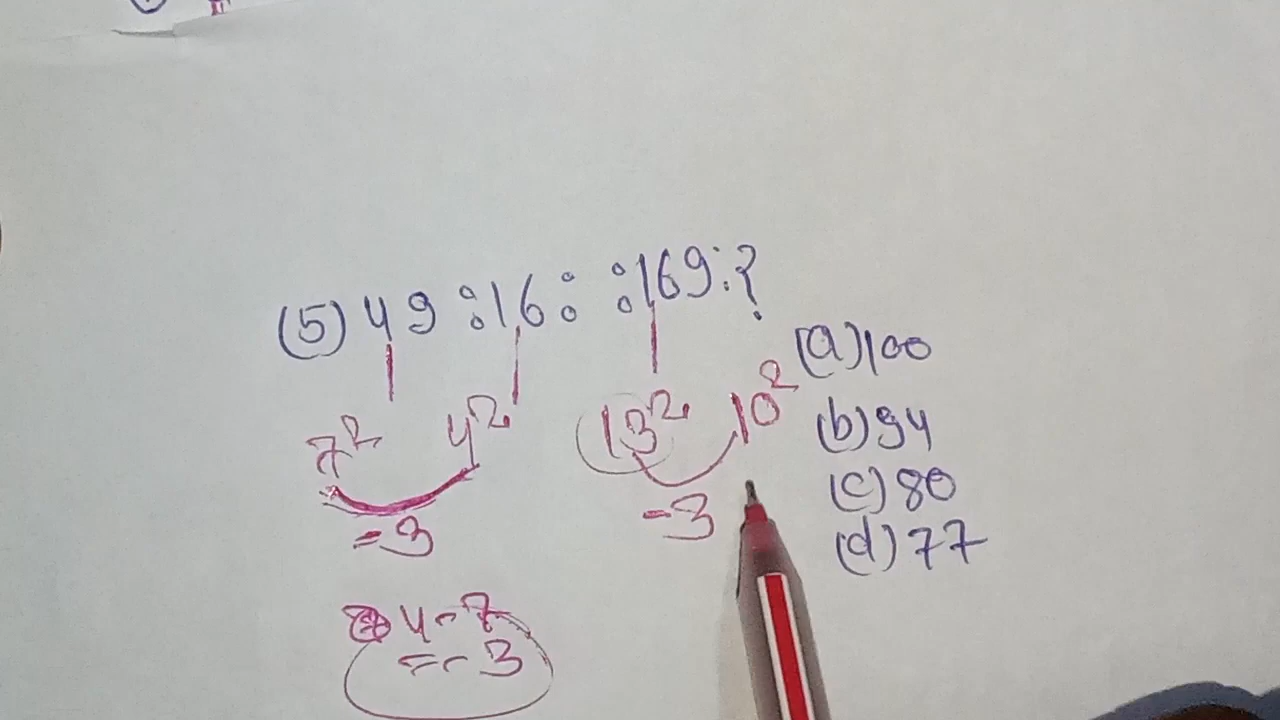 (5) 49 : 16 : : 169 : ?
(a) 100
7² 4² 13² 10²
(b) 94
(c) 80
-3 -3
(d) 77
4-7
=-3